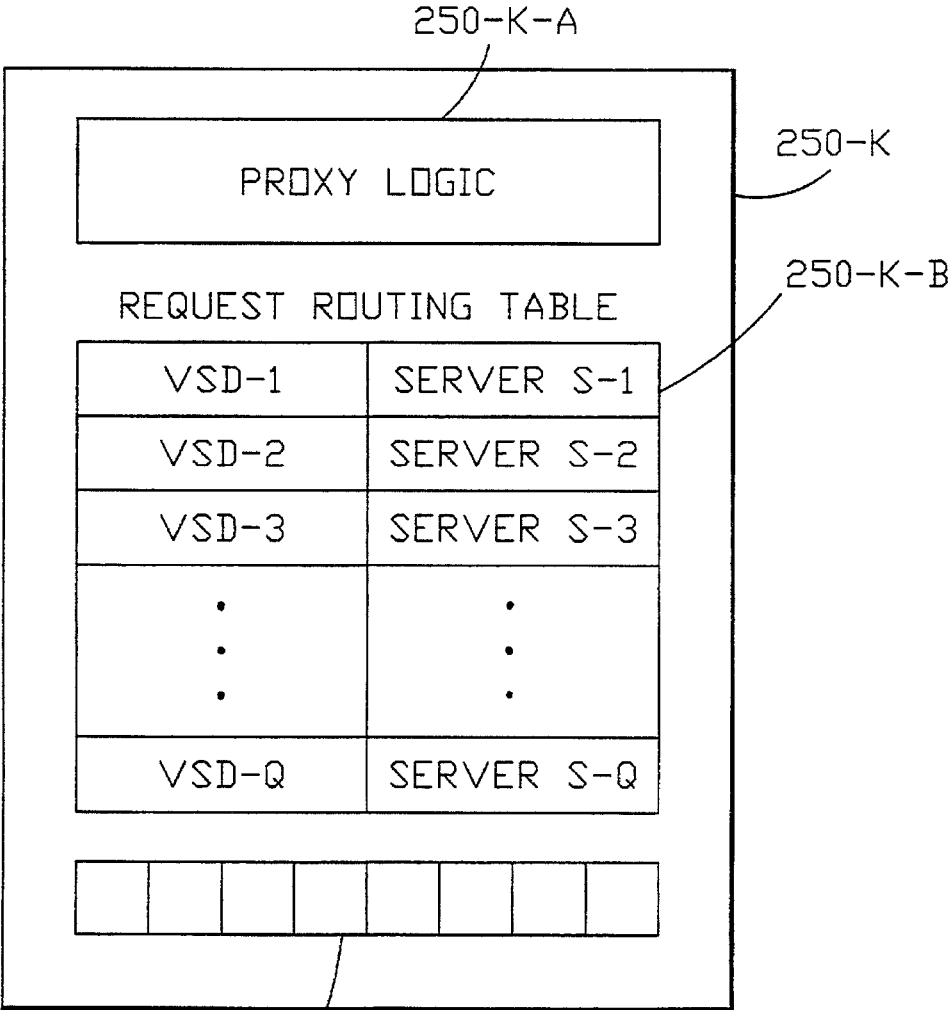 250-K-A
250-K
PROXY LOGIC
250-K-B
REQUEST ROUTING TABLE
VSD-1 SERVER S-1
VSD-2 SERVER S-2
VSD-3 SERVER S-3
VSD-Q SERVER S-Q